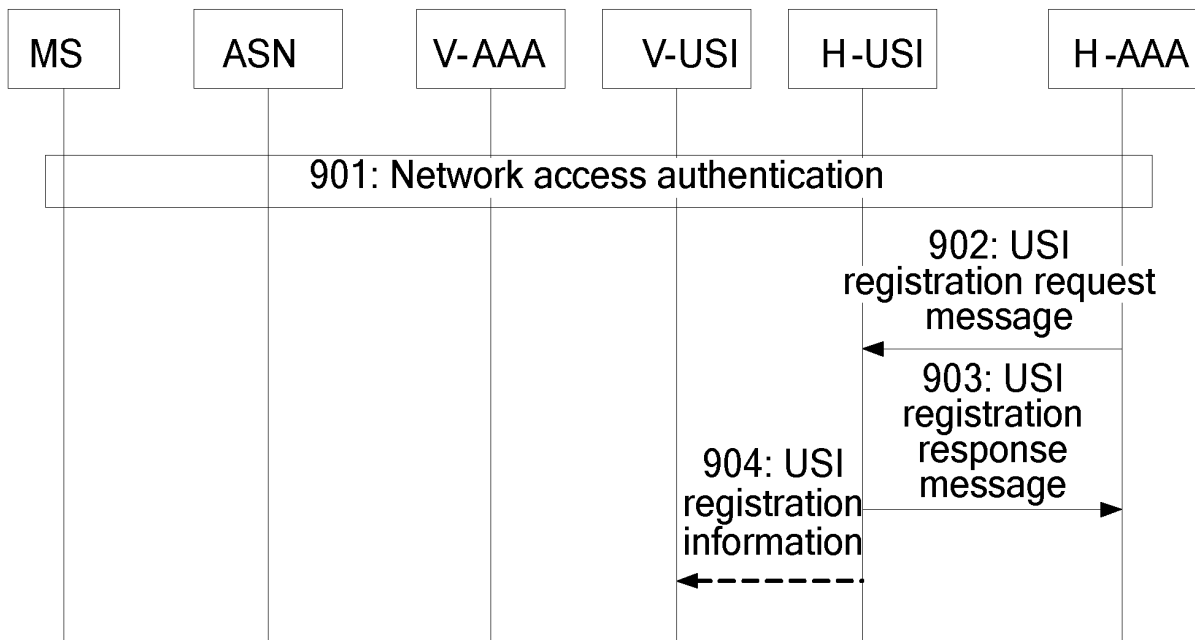 MS
ASN
V-AAA
V-USI
H-USI
H-AAA
901: Network access authentication
902: USI
registration request
message
903: USI
registration
response
message
904: USI
registration
information